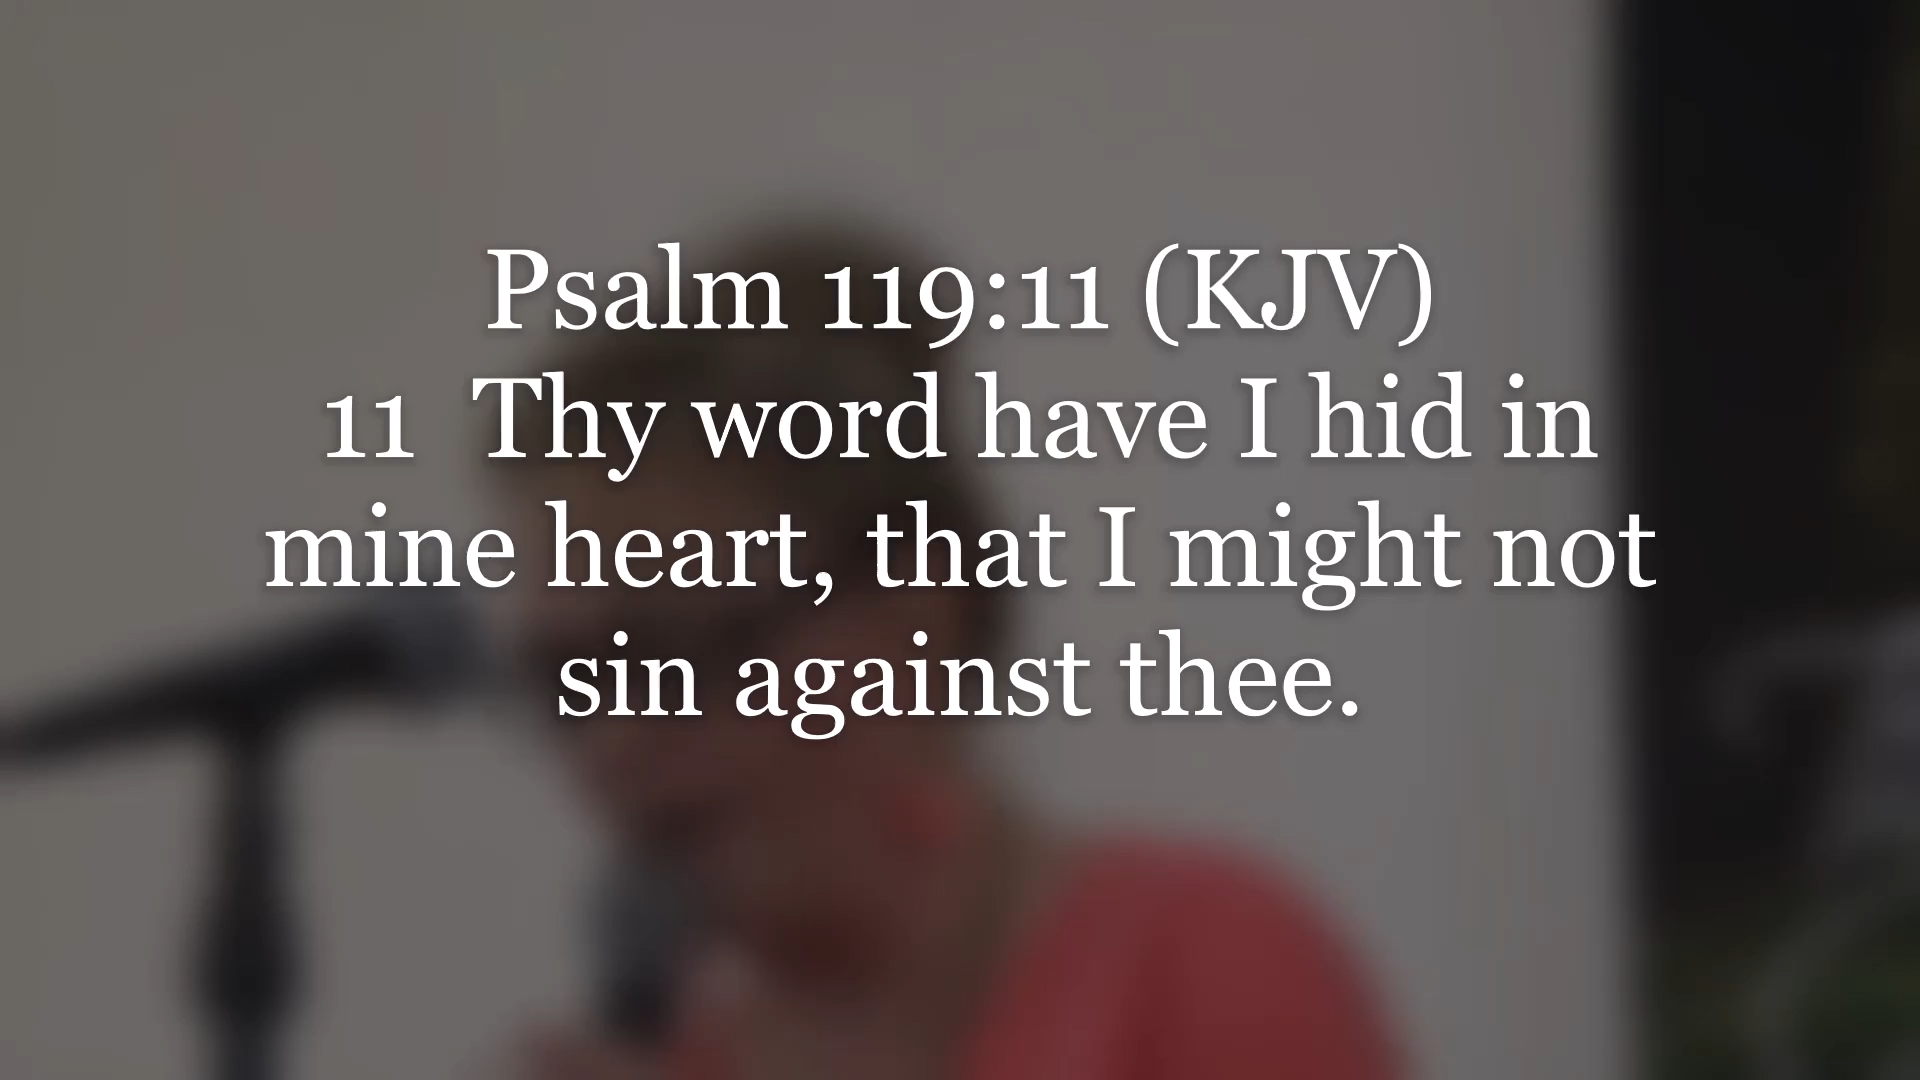 Psalm 119:11 (KJV)
11  Thy word have I hid in
mine heart, that I might not
sin against thee.